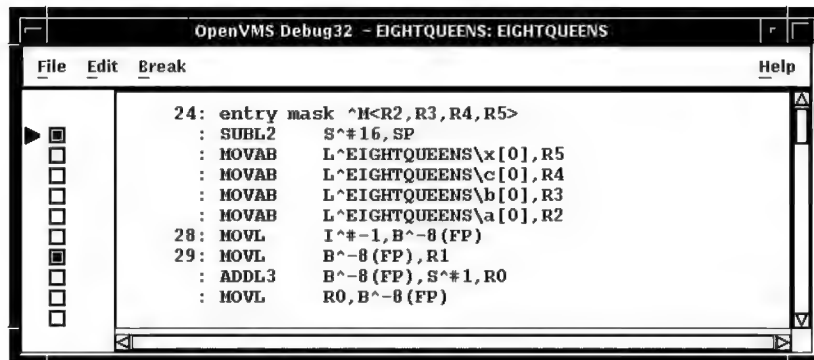 OpenVMS Debug32 - EIGHTQUEENS: EIGHTQUEENS
File Edit Break Help
24: entry mask ^M<R2,R3,R4,R5>
: SUBL2 S^#16,SP
: MOVAB L^EIGHTQUEENS\x[0],R5
: MOVAB L^EIGHTQUEENS\c[0],R4
: MOVAB L^EIGHTQUEENS\b[0],R3
: MOVAB L^EIGHTQUEENS\a[0],R2
28: MOVL I^#-1,B^-8(FP)
29: MOVL B^-8(FP),R1
: ADDL3 B^-8(FP),S^#1,R0
: MOVL R0,B^-8(FP)